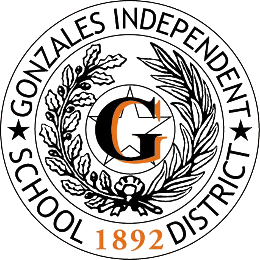 GONZALES INDEPENDENT
SCHOOL DISTRICT
G
1892